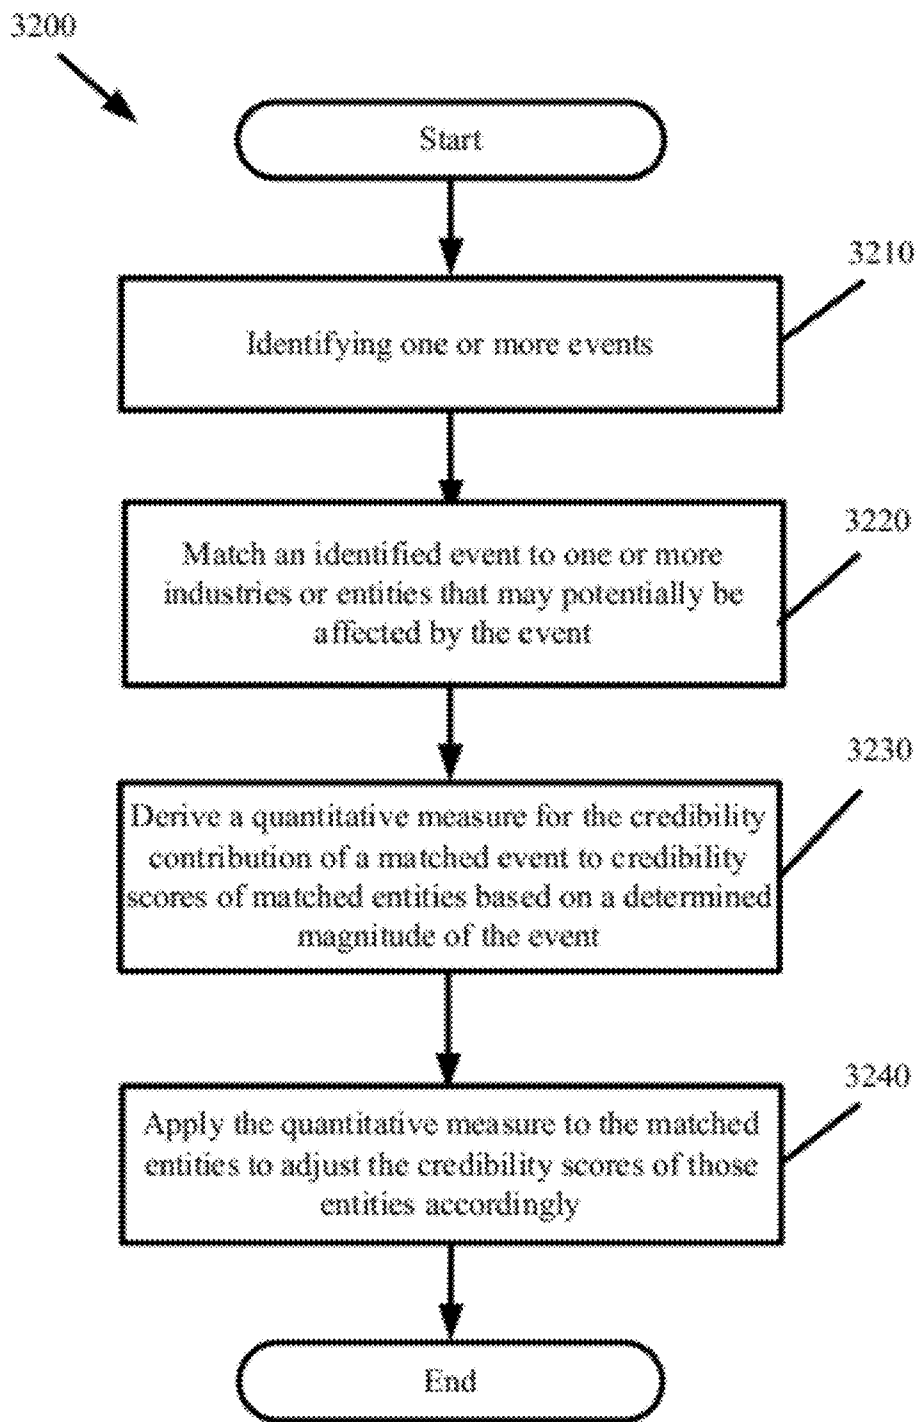 3200
Start
3210
Identifying one or more events
3220
Match an identified event to one or more
industries or entities that may potentially be
affected by the event
3230
Derive a quantitative measure for the credibility
contribution of a matched event to credibility
scores of matched entities based on a determined
magnitude of the event
3240
Apply the quantitative measure to the matched
entities to adjust the credibility scores of those
entities accordingly
End